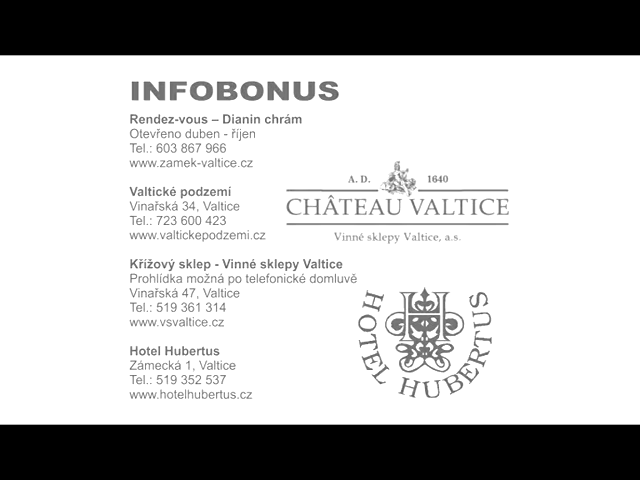 INFOBONUS
Rendez-vous – Dianin chrám
Otevřeno duben - říjen
Tel.: 603 867 966
www.zamek-valtice.cz
Valtické podzemí
Vinařská 34, Valtice
Tel.: 723 600 423
www.valtickepodzemi.cz
Křížový sklep - Vinné sklepy Valtice
Prohlídka možná po telefonické domluvě
Vinařská 47, Valtice
Tel.: 519 361 314
www.vsvaltice.cz
Hotel Hubertus
Zámecká 1, Valtice
Tel.: 519 352 537
www.hotelhubertus.cz
A. D. 1640
CHÂTEAU VALTICE
Vinné sklepy Valtice, a.s.
H
HOTEL HUBERTUS